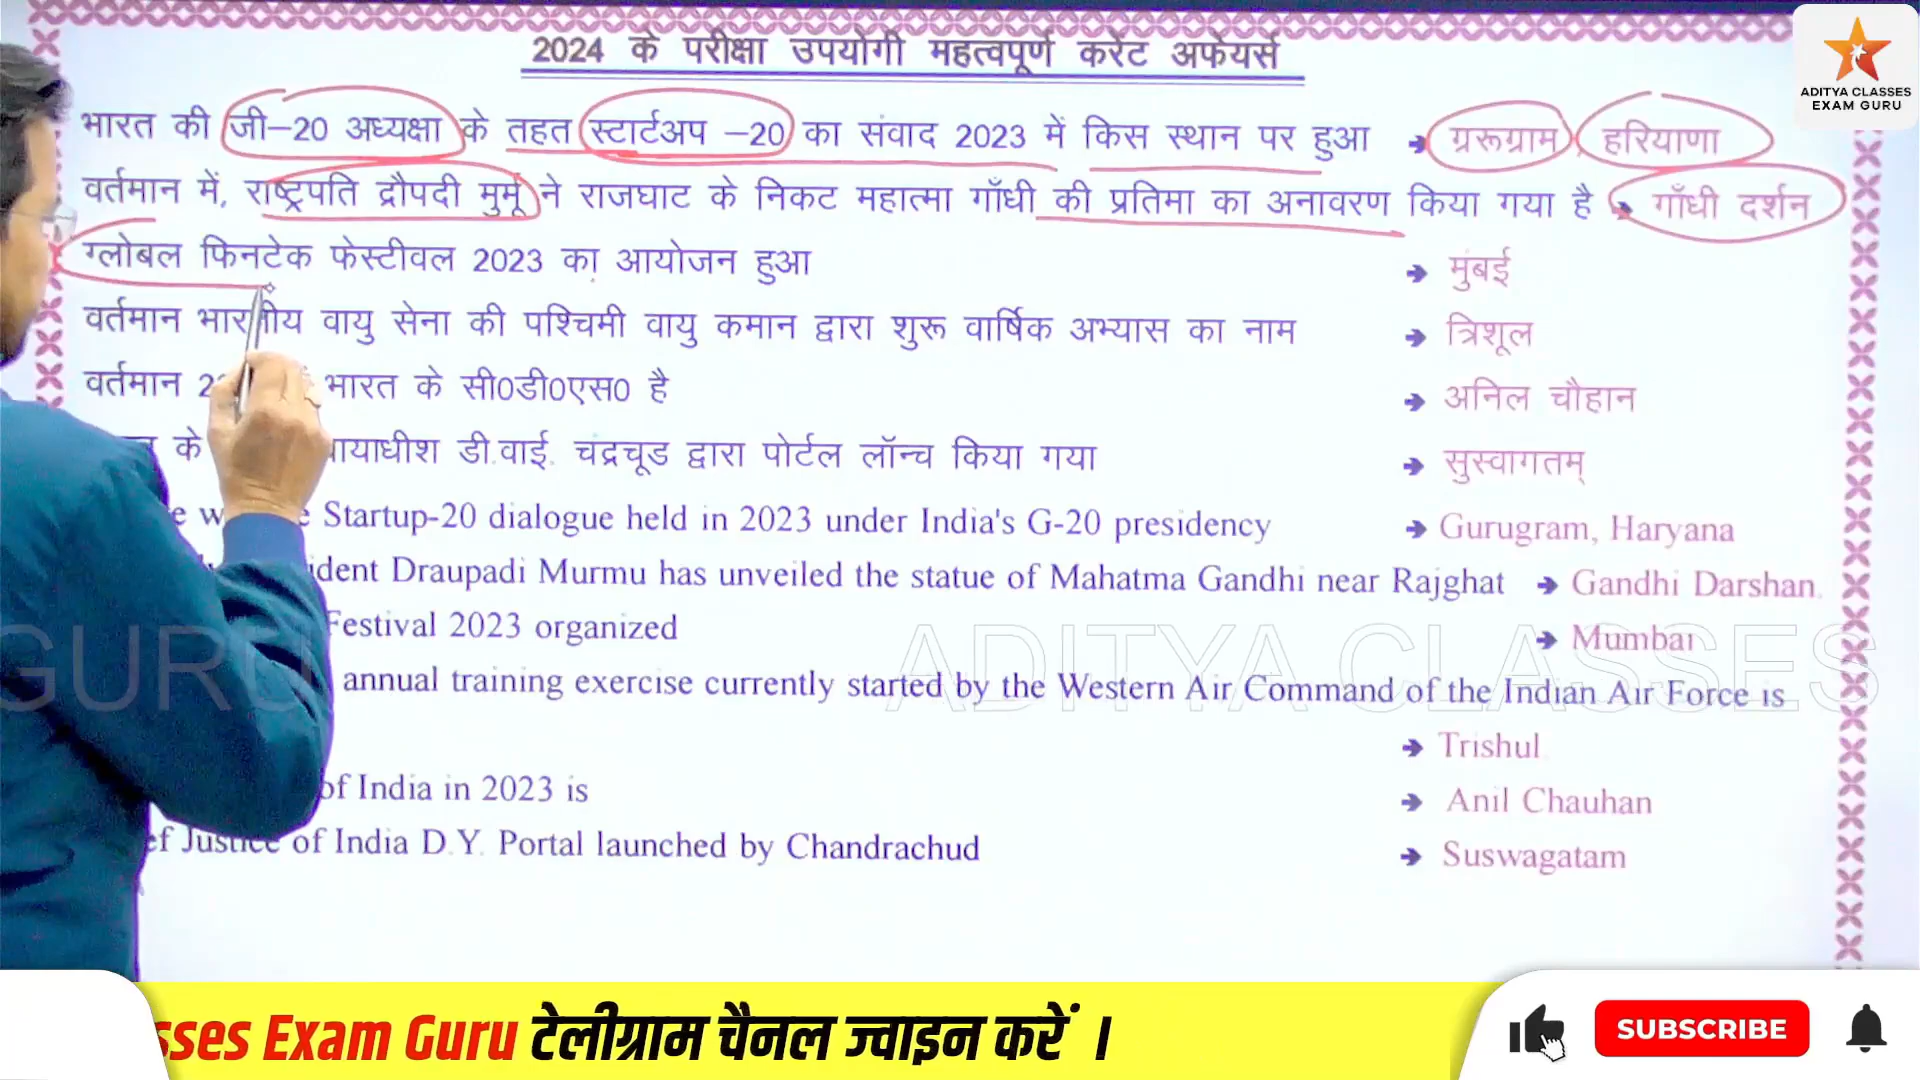 2024 के परीक्षा उपयोगी महत्वपूर्ण करेंट अफेयर्स
ADITYA CLASSES
EXAM GURU
भारत की जी–20 अध्यक्षा के तहत स्टार्टअप –20 का संवाद 2023 में किस स्थान पर हुआ → ग्ररूग्राम हरियाणा
वर्तमान में, राष्ट्रपति द्रौपदी मुर्मू ने राजघाट के निकट महात्मा गाँधी की प्रतिमा का अनावरण किया गया है → गाँधी दर्शन
ग्लोबल फिनटेक फेस्टीवल 2023 का आयोजन हुआ → मुंबई
वर्तमान भारतीय वायु सेना की पश्चिमी वायु कमान द्वारा शुरू वार्षिक अभ्यास का नाम → त्रिशूल
वर्तमान भारत के सी0डी0एस0 है → अनिल चौहान
के डी.वाई. चंद्रचूड द्वारा पोर्टल लॉन्च किया गया → सुस्वागतम्
Startup-20 dialogue held in 2023 under India's G-20 presidency → Gurugram, Haryana
Draupadi Murmu has unveiled the statue of Mahatma Gandhi near Rajghat → Gandhi Darshan.
Festival 2023 organized → Mumbai
annual training exercise currently started by the Western Air Command of the Indian Air Force is
→ Trishul
of India in 2023 is → Anil Chauhan
Justice of India D.Y. Portal launched by Chandrachud → Suswagatam
GURU ADITYA CLASSES
sses Exam Guru टेलीग्राम चैनल ज्वाइन करें ।
SUBSCRIBE